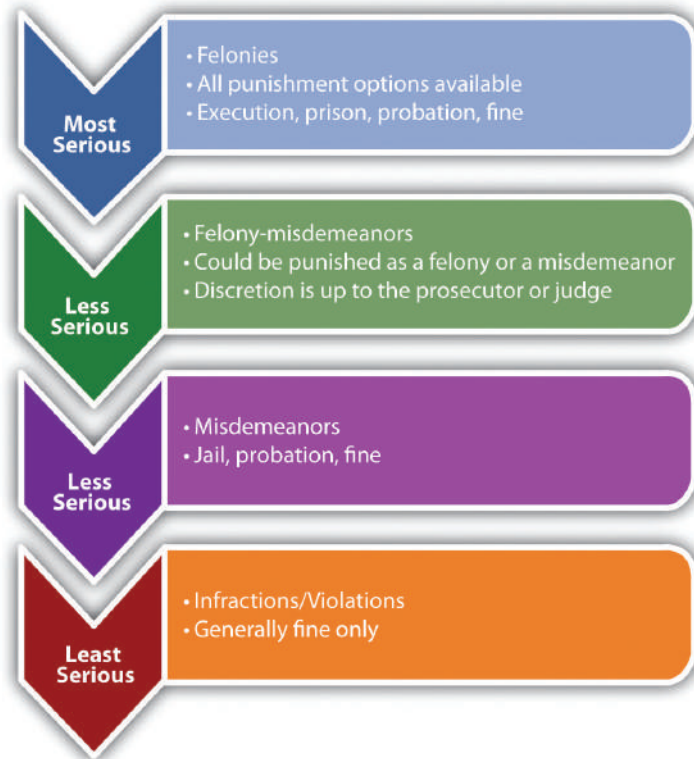 Most
Serious
• Felonies
• All punishment options available
• Execution, prison, probation, fine
Less
Serious
• Felony-misdemeanors
• Could be punished as a felony or a misdemeanor
• Discretion is up to the prosecutor or judge
Less
Serious
• Misdemeanors
• Jail, probation, fine
Least
Serious
• Infractions/Violations
• Generally fine only